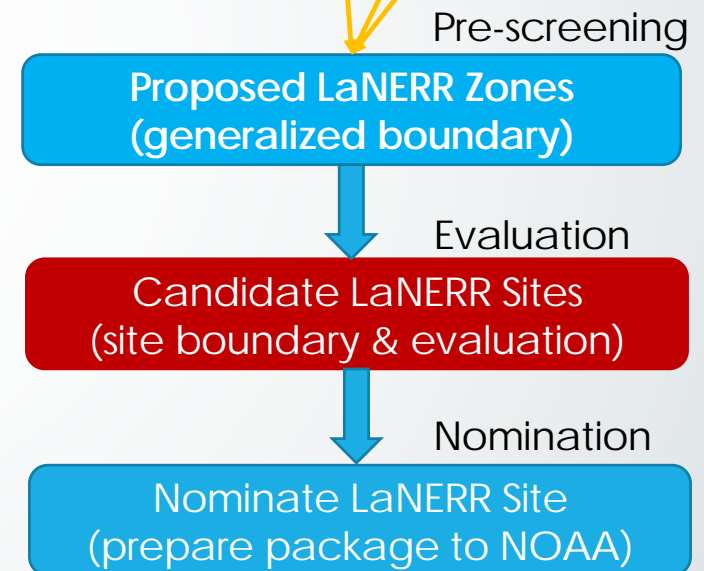 Pre-screening
Proposed LaNERR Zones
(generalized boundary)
Evaluation
Candidate LaNERR Sites
(site boundary & evaluation)
Nomination
Nominate LaNERR Site
(prepare package to NOAA)